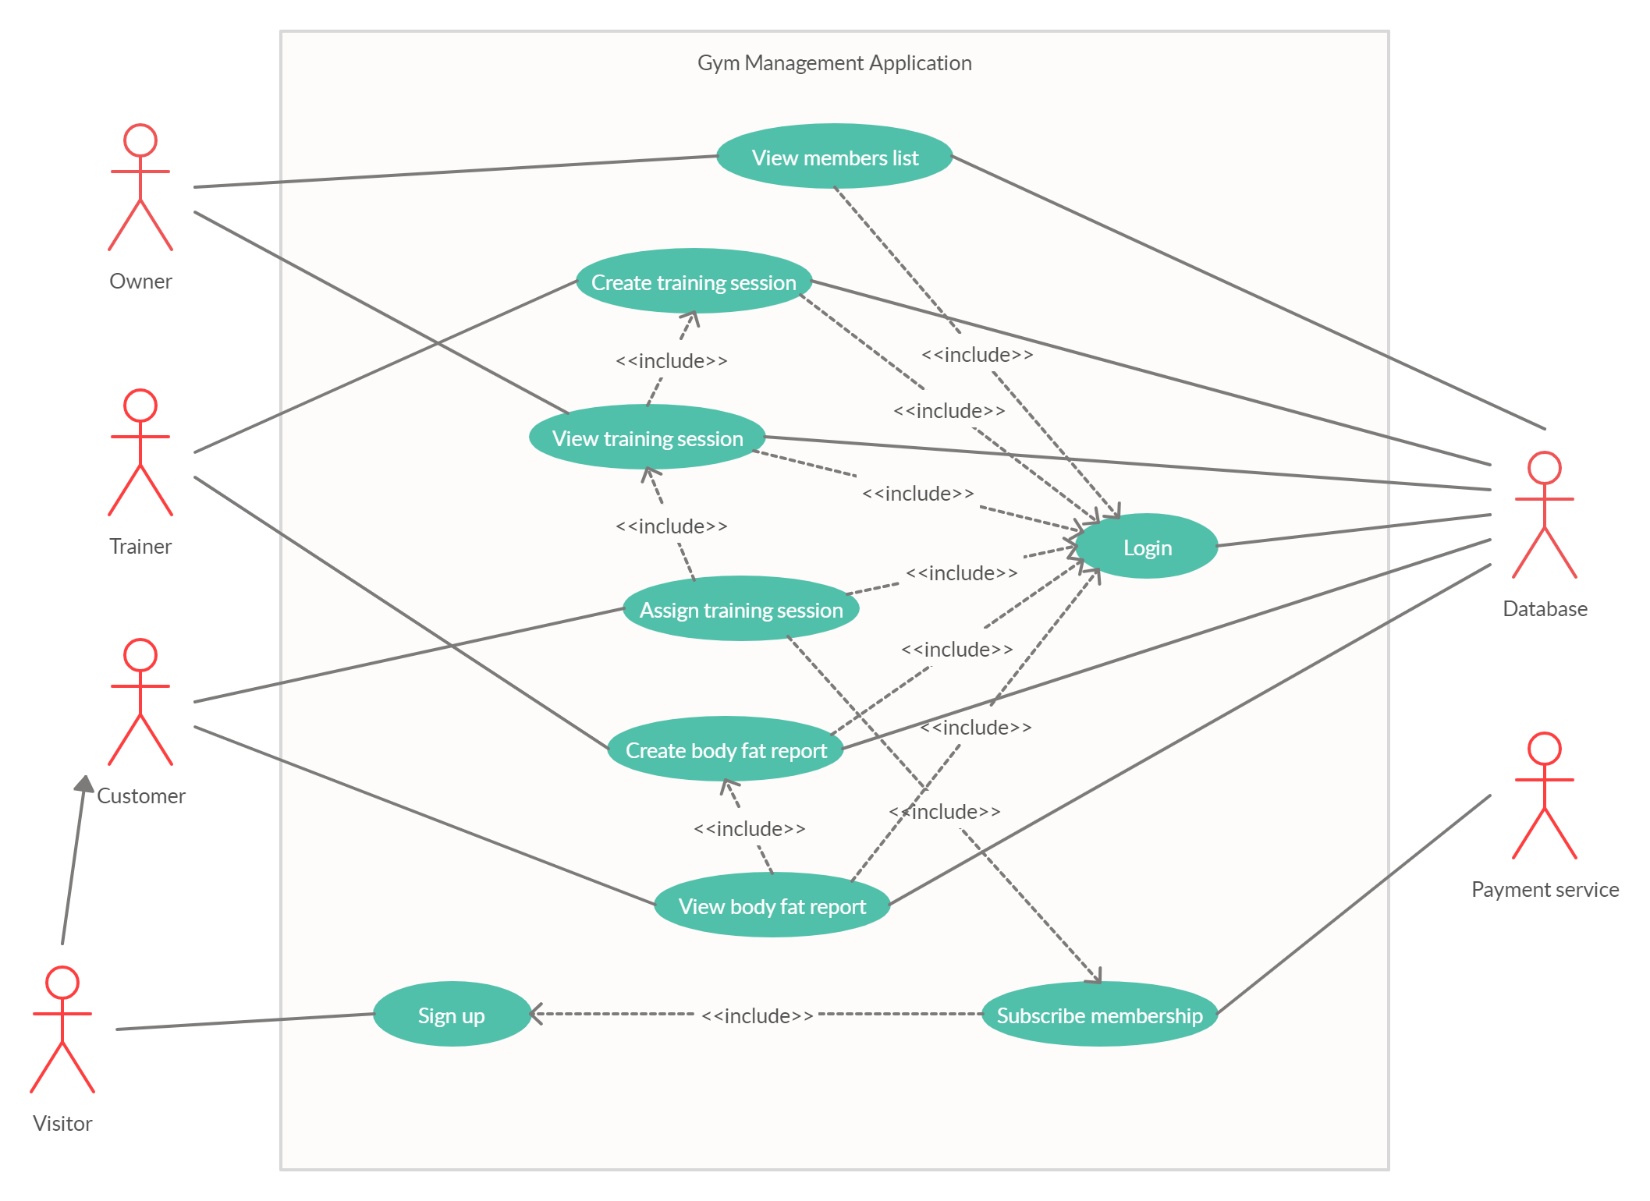 Gym Management Application
View members list
Owner
Create training session
<<include>>
<<include>>
<<include>>
View training session
<<include>>
<<include>>
Trainer
Login
<<include>>
Assign training session
Database
<<include>>
<<include>>
Create body fat report
Customer
<<include>>
<<include>>
Payment service
View body fat report
Sign up
<<include>>
Subscribe membership
Visitor